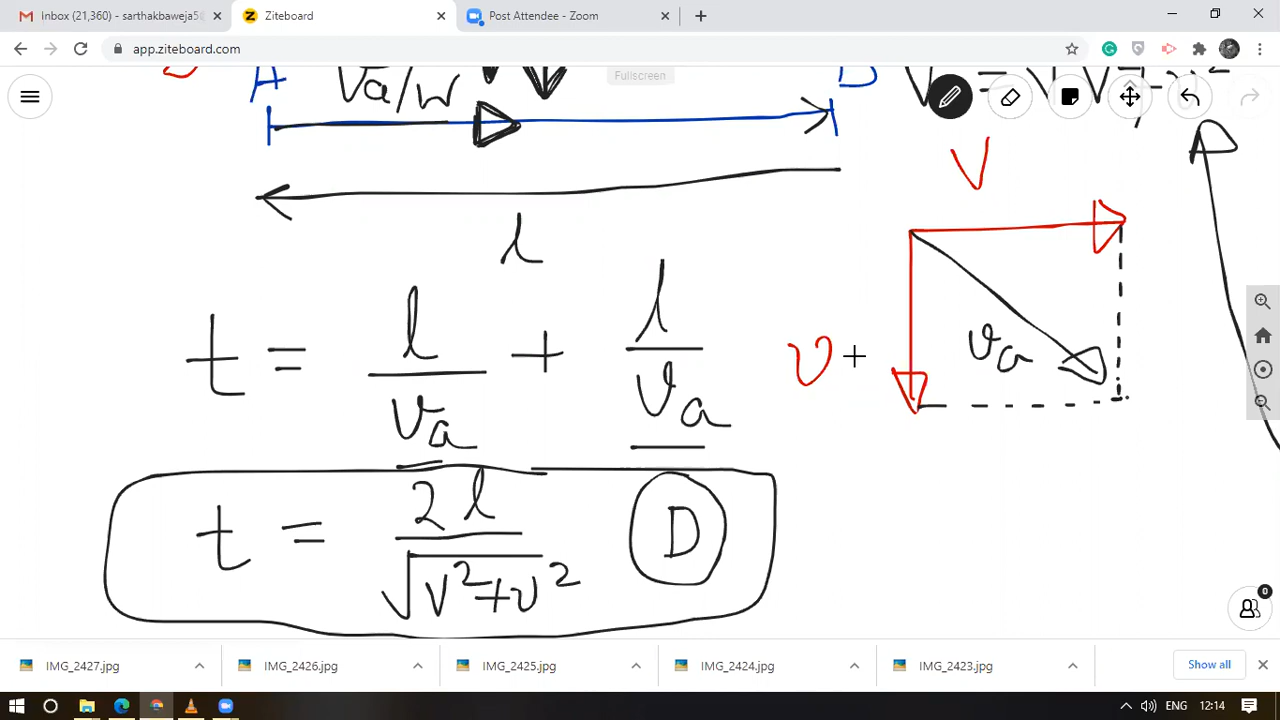 Inbox (21,360) - sarthakbaweja5@
Ziteboard
Post Attendee - Zoom
app.ziteboard.com
Fullscreen
A
Va/w
V
l
t = l/va + l/va
v
va
t = 2l/√v²+v² D
0
IMG_2427.jpg
IMG_2426.jpg
IMG_2425.jpg
IMG_2424.jpg
IMG_2423.jpg
Show all
ENG
12:14